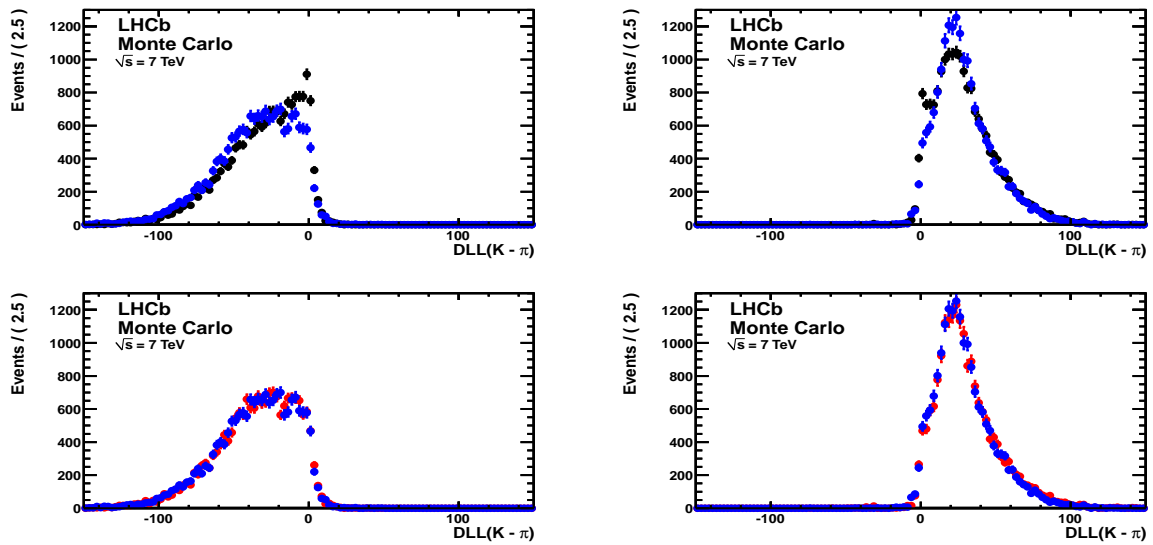 Events / ( 2.5 )
1200
1000
800
600
400
200
0
LHCb
Monte Carlo
√s = 7 TeV
-100
0
100
DLL(K - π)
Events / ( 2.5 )
1200
1000
800
600
400
200
0
LHCb
Monte Carlo
√s = 7 TeV
-100
0
100
DLL(K - π)
Events / ( 2.5 )
1200
1000
800
600
400
200
0
LHCb
Monte Carlo
√s = 7 TeV
-100
0
100
DLL(K - π)
Events / ( 2.5 )
1200
1000
800
600
400
200
0
LHCb
Monte Carlo
√s = 7 TeV
-100
0
100
DLL(K - π)